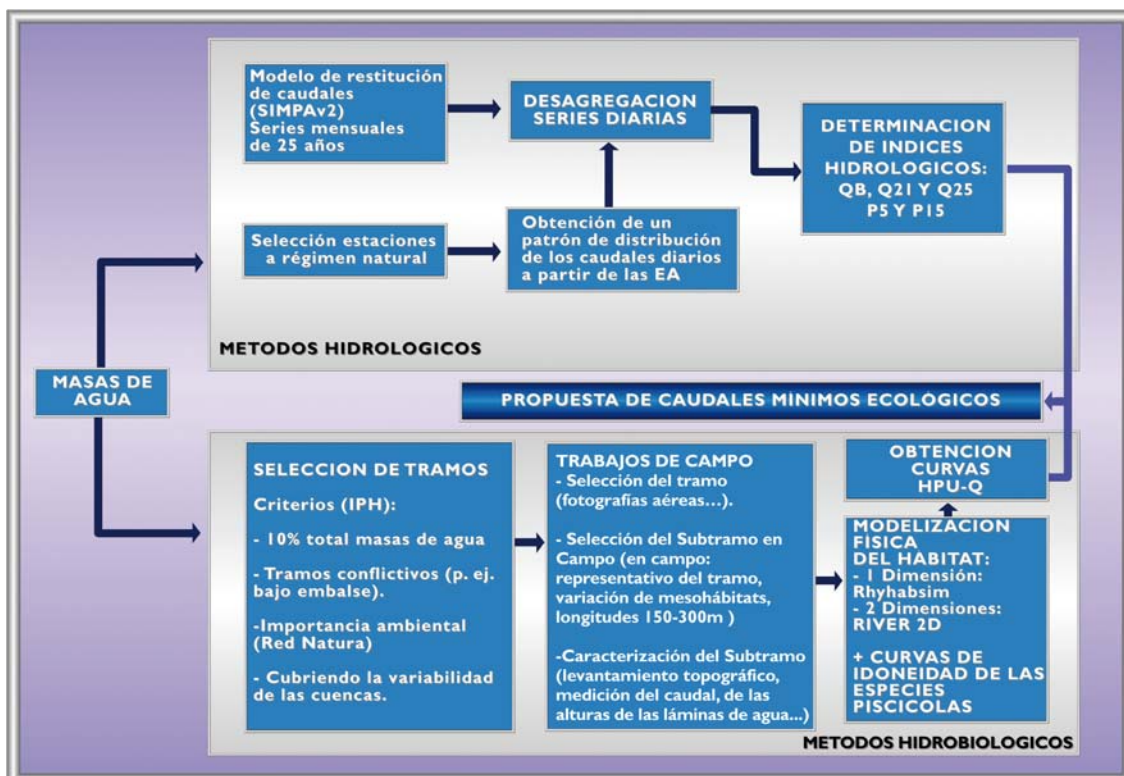 Modelo de restitución
de caudales
(SIMPAv2)
Series mensuales
de 25 años
DESAGREGACION
SERIES DIARIAS
DETERMINACION
DE INDICES
HIDROLOGICOS:
QB, Q21 Y Q25
P5 Y P15
Selección estaciones
a régimen natural
Obtención de un
patrón de distribución
de los caudales diarios
a partir de las EA
METODOS HIDROLOGICOS
MASAS DE
AGUA
PROPUESTA DE CAUDALES MÍNIMOS ECOLÓGICOS
SELECCION DE TRAMOS
Criterios (IPH):
- 10% total masas de agua
- Tramos conflictivos (p. ej.
bajo embalse).
-Importancia ambiental
(Red Natura)
- Cubriendo la variabilidad
de las cuencas.
TRABAJOS DE CAMPO
- Selección del tramo
(fotografías aéreas...).
- Selección del Subtramo en
Campo (en campo:
representativo del tramo,
variación de mesohábitats,
longitudes 150-300m )
-Caracterización del Subtramo
(levantamiento topográfico,
medición del caudal, de las
alturas de las láminas de agua...)
OBTENCION
CURVAS
HPU-Q
MODELIZACION
FÍSICA
DEL HABITAT:
- 1 Dimensión:
Rhyhabsim
- 2 Dimensiones:
RIVER 2D
+ CURVAS DE
IDONEIDAD DE LAS
ESPECIES
PISCICOLAS
METODOS HIDROBIOLOGICOS